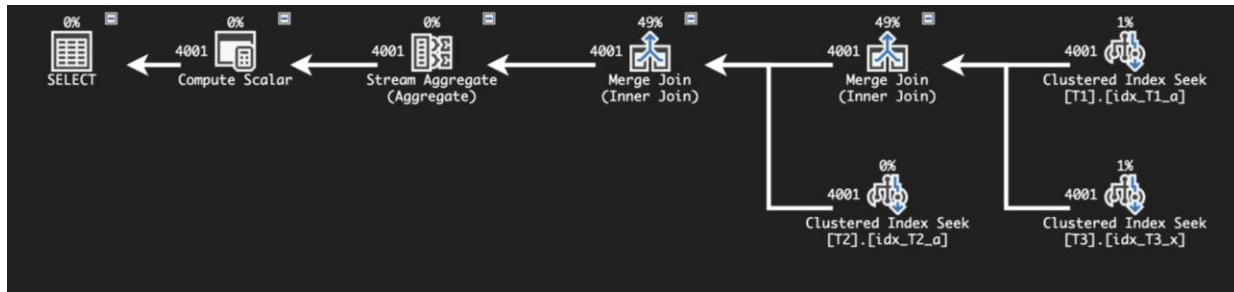 0%
4001
SELECT
0%
4001
Compute Scalar
0%
4001
Stream Aggregate
(Aggregate)
49%
4001
Merge Join
(Inner Join)
49%
4001
Merge Join
(Inner Join)
1%
4001
Clustered Index Seek
[T1].[idx_T1_a]
0%
4001
Clustered Index Seek
[T2].[idx_T2_a]
1%
4001
Clustered Index Seek
[T3].[idx_T3_x]